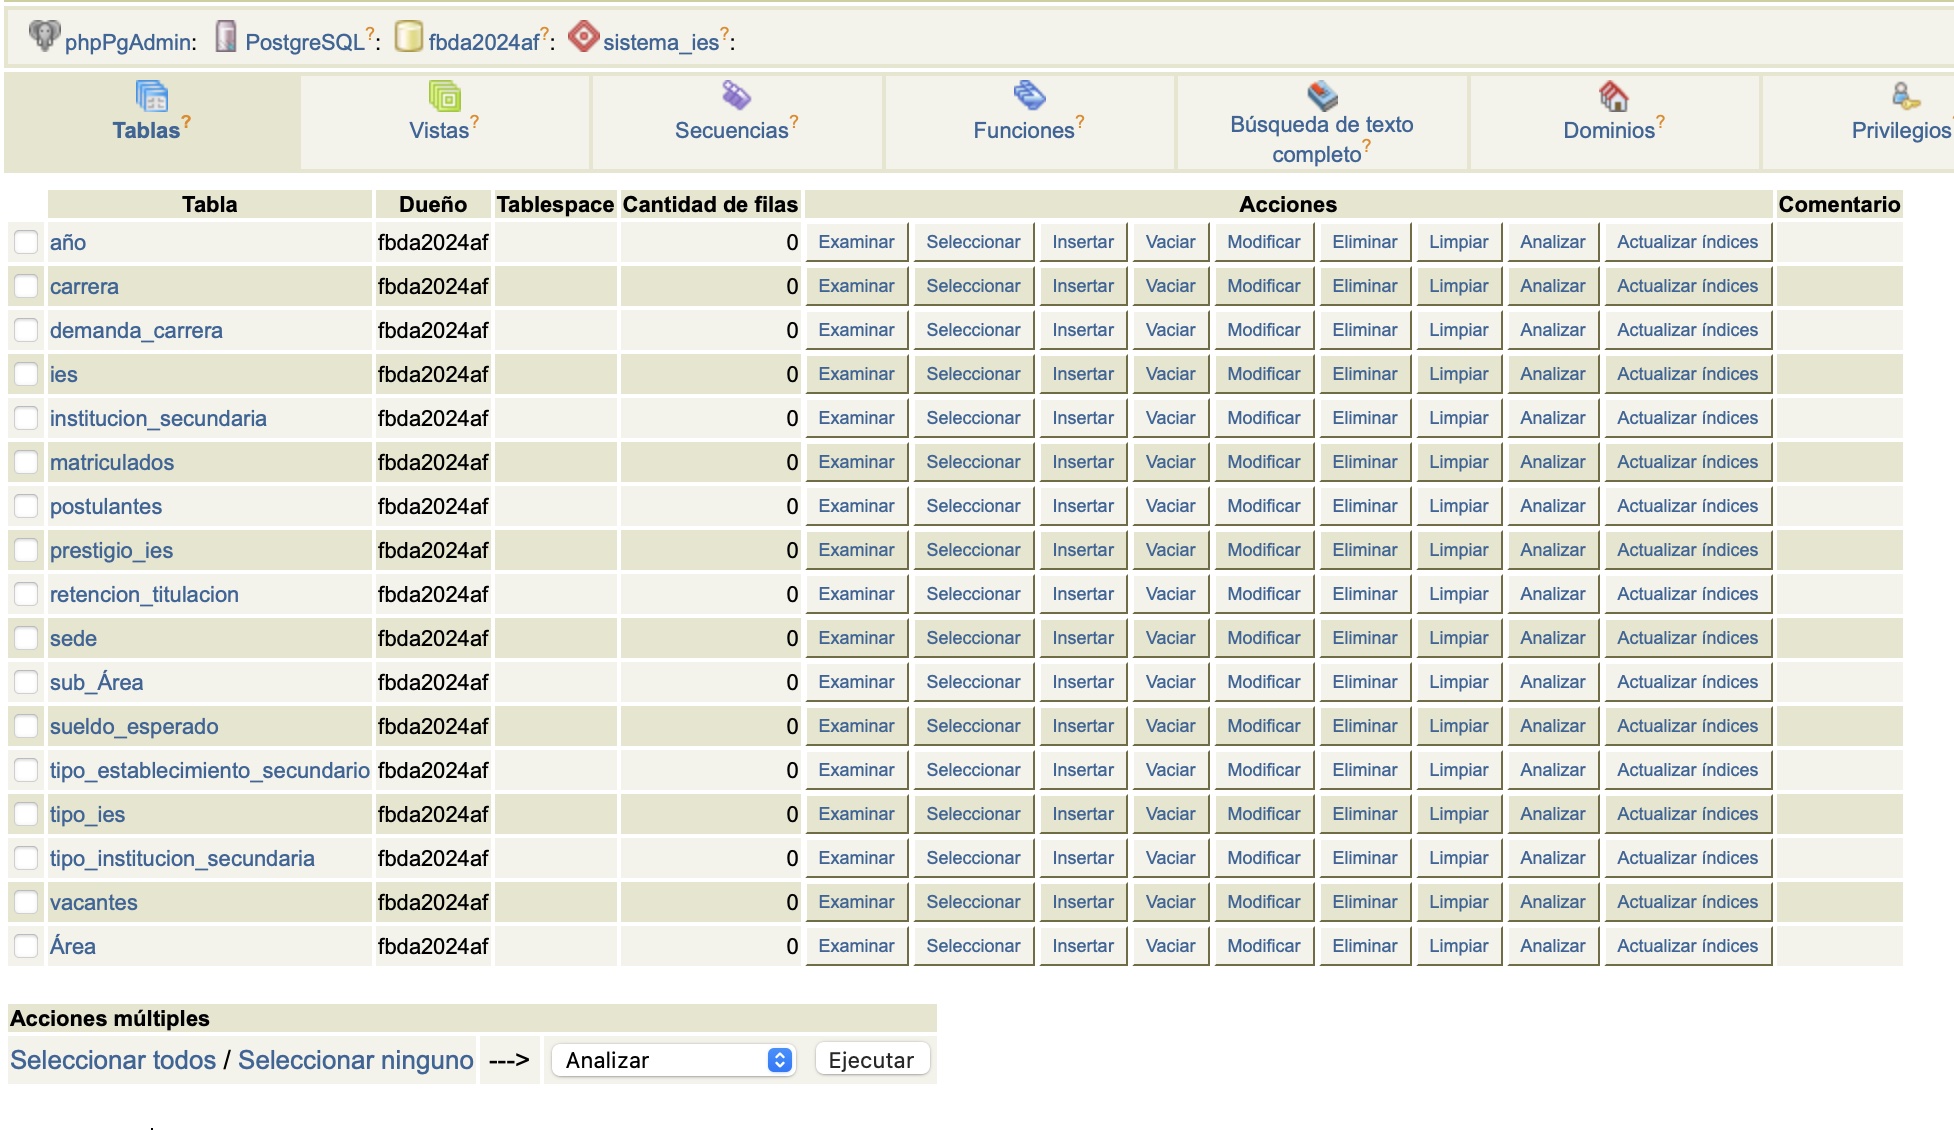 phpPgAdmin: PostgreSQL?: fbda2024af?: sistema_ies?:
Tablas? Vistas? Secuencias? Funciones? Búsqueda de texto completo? Dominios? Privilegios
Tabla Dueño Tablespace Cantidad de filas Acciones Comentario
año fbda2024af 0 Examinar Seleccionar Insertar Vaciar Modificar Eliminar Limpiar Analizar Actualizar índices
carrera fbda2024af 0 Examinar Seleccionar Insertar Vaciar Modificar Eliminar Limpiar Analizar Actualizar índices
demanda_carrera fbda2024af 0 Examinar Seleccionar Insertar Vaciar Modificar Eliminar Limpiar Analizar Actualizar índices
ies fbda2024af 0 Examinar Seleccionar Insertar Vaciar Modificar Eliminar Limpiar Analizar Actualizar índices
institucion_secundaria fbda2024af 0 Examinar Seleccionar Insertar Vaciar Modificar Eliminar Limpiar Analizar Actualizar índices
matriculados fbda2024af 0 Examinar Seleccionar Insertar Vaciar Modificar Eliminar Limpiar Analizar Actualizar índices
postulantes fbda2024af 0 Examinar Seleccionar Insertar Vaciar Modificar Eliminar Limpiar Analizar Actualizar índices
prestigio_ies fbda2024af 0 Examinar Seleccionar Insertar Vaciar Modificar Eliminar Limpiar Analizar Actualizar índices
retencion_titulacion fbda2024af 0 Examinar Seleccionar Insertar Vaciar Modificar Eliminar Limpiar Analizar Actualizar índices
sede fbda2024af 0 Examinar Seleccionar Insertar Vaciar Modificar Eliminar Limpiar Analizar Actualizar índices
sub_Área fbda2024af 0 Examinar Seleccionar Insertar Vaciar Modificar Eliminar Limpiar Analizar Actualizar índices
sueldo_esperado fbda2024af 0 Examinar Seleccionar Insertar Vaciar Modificar Eliminar Limpiar Analizar Actualizar índices
tipo_establecimiento_secundario fbda2024af 0 Examinar Seleccionar Insertar Vaciar Modificar Eliminar Limpiar Analizar Actualizar índices
tipo_ies fbda2024af 0 Examinar Seleccionar Insertar Vaciar Modificar Eliminar Limpiar Analizar Actualizar índices
tipo_institucion_secundaria fbda2024af 0 Examinar Seleccionar Insertar Vaciar Modificar Eliminar Limpiar Analizar Actualizar índices
vacantes fbda2024af 0 Examinar Seleccionar Insertar Vaciar Modificar Eliminar Limpiar Analizar Actualizar índices
Área fbda2024af 0 Examinar Seleccionar Insertar Vaciar Modificar Eliminar Limpiar Analizar Actualizar índices
Acciones múltiples
Seleccionar todos / Seleccionar ninguno ---> Analizar Ejecutar